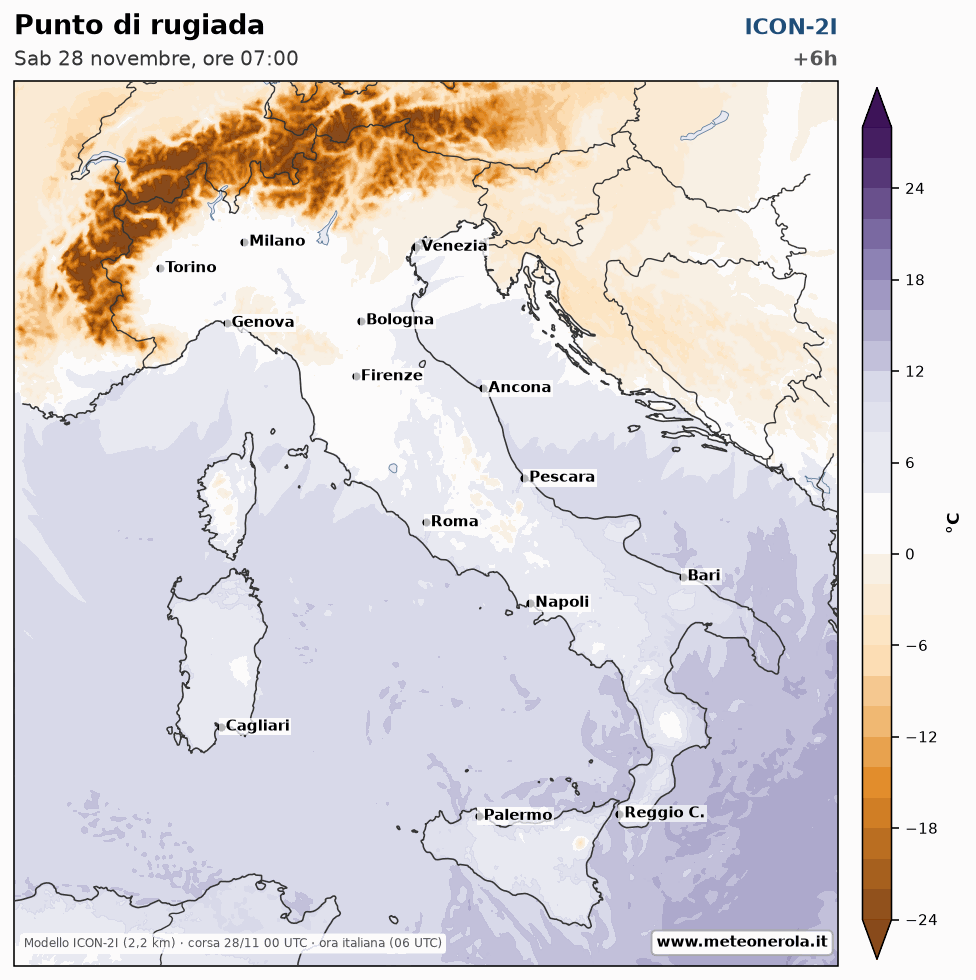 Punto di rugiada
ICON-2I
Sab 28 novembre, ore 07:00
+6h
Milano
Venezia
Torino
Genova
Bologna
Firenze
Ancona
Pescara
Roma
Bari
Napoli
Cagliari
Palermo
Reggio C.
24
18
12
6
0
−6
−12
−18
−24
°C
Modello ICON-2I (2,2 km) · corsa 28/11 00 UTC · ora italiana (06 UTC)
www.meteonerola.it